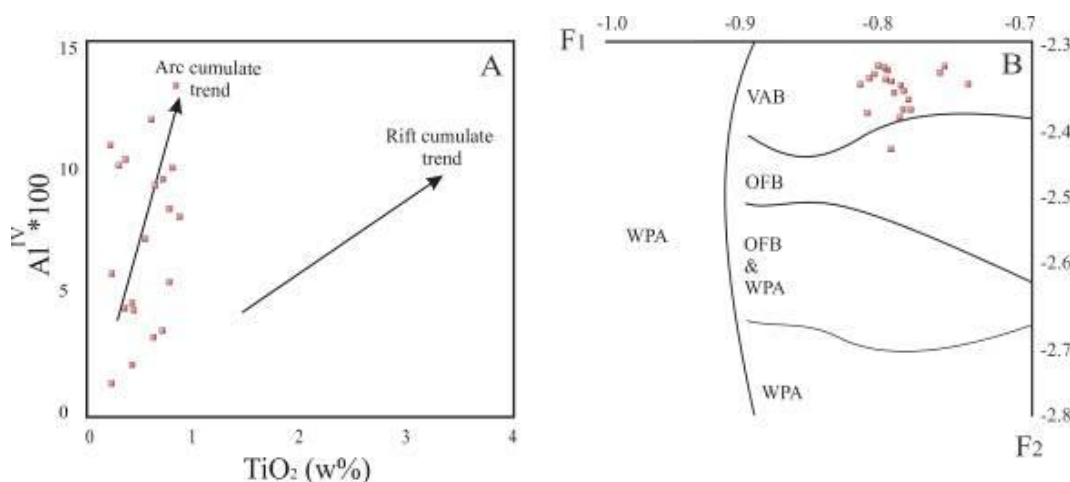 15
10
5
0
Al^IV *100
A
Arc cumulate
trend
Rift cumulate
trend
0
1
2
3
4
TiO₂ (w%)
F1
-1.0
-0.9
-0.8
-0.7
B
-2.3
-2.4
-2.5
-2.6
-2.7
-2.8
F2
VAB
OFB
WPA
OFB
&
WPA
WPA